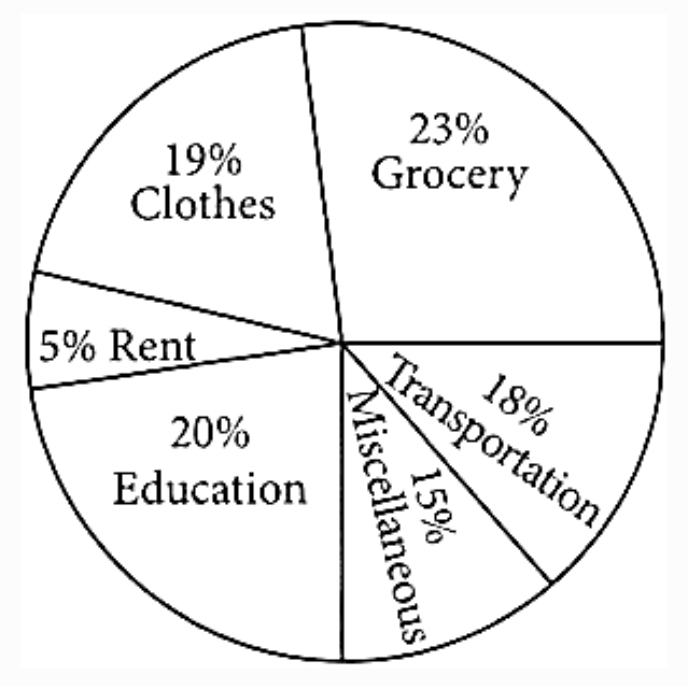 23%
Grocery
19%
Clothes
5% Rent
20%
Education
15%
Miscellaneous
18%
Transportation